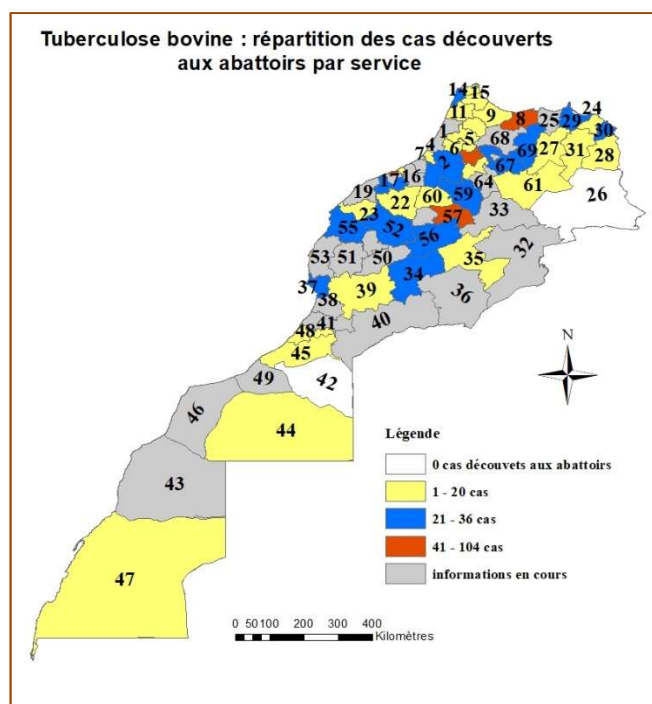 Tuberculose bovine : répartition des cas découverts
aux abattoirs par service
14 15
24
11 9 8 25 29
1 30
5 68
4 27 31
7 6 69 28
2 67
17 16 64
19 59 61 26
22 60
23 33
57
55 52 56 32
53 51 50 35
34
37 39
38 36
41 40
48
45
N
49 42
46
44
Légende
43
0 cas découvets aux abattoirs
1 - 20 cas
21 - 36 cas
41 - 104 cas
47
informations en cours
0 50 100 200 300 400
Kilomètres